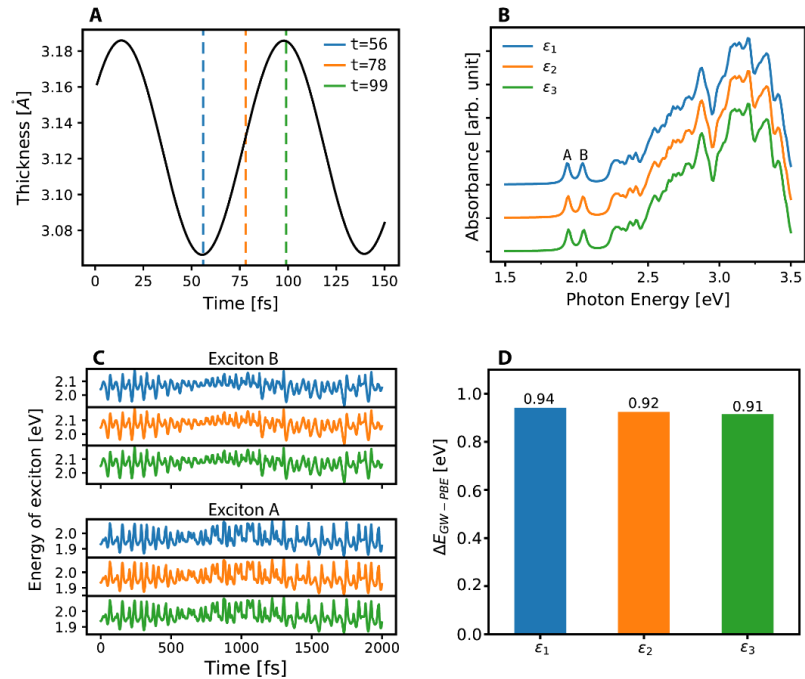 A
Thickness [Å]
3.18
3.16
3.14
3.12
3.10
3.08
t=56
t=78
t=99
0
25
50
75
100
125
150
Time [fs]
B
Absorbance [arb. unit]
ε1
ε2
ε3
A B
1.5
2.0
2.5
3.0
3.5
Photon Energy [eV]
C
Exciton B
Energy of exciton [eV]
2.1
2.0
2.1
2.0
2.1
2.0
0
500
1000
1500
2000
Exciton A
2.0
1.9
2.0
1.9
2.0
1.9
0
500
1000
1500
2000
Time [fs]
D
ΔE_GW−PBE [eV]
1.0
0.8
0.6
0.4
0.2
0.0
0.94
0.92
0.91
ε1
ε2
ε3